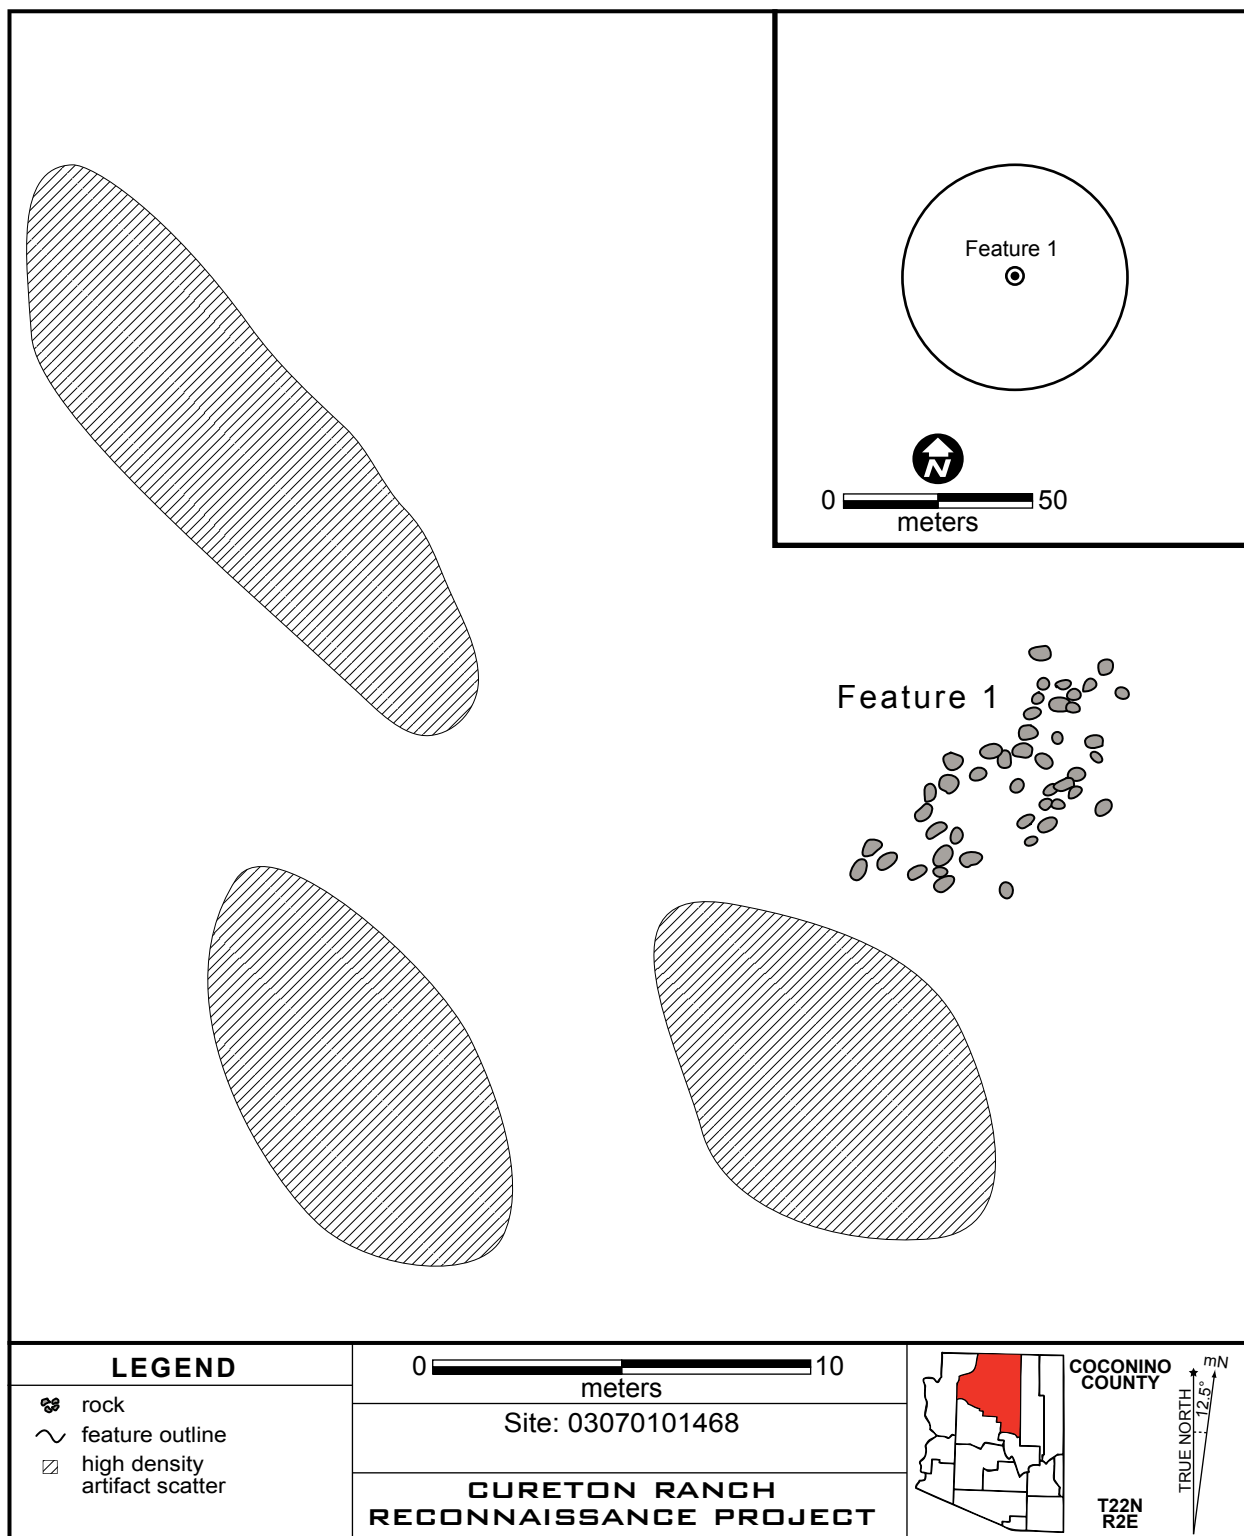 Feature 1
N
0 50
meters
Feature 1
LEGEND
rock
feature outline
high density
artifact scatter
0 10
meters
Site: 03070101468
CURETON RANCH
RECONNAISSANCE PROJECT
COCONINO
COUNTY
T22N
R2E
TRUE NORTH
12.5°
mN